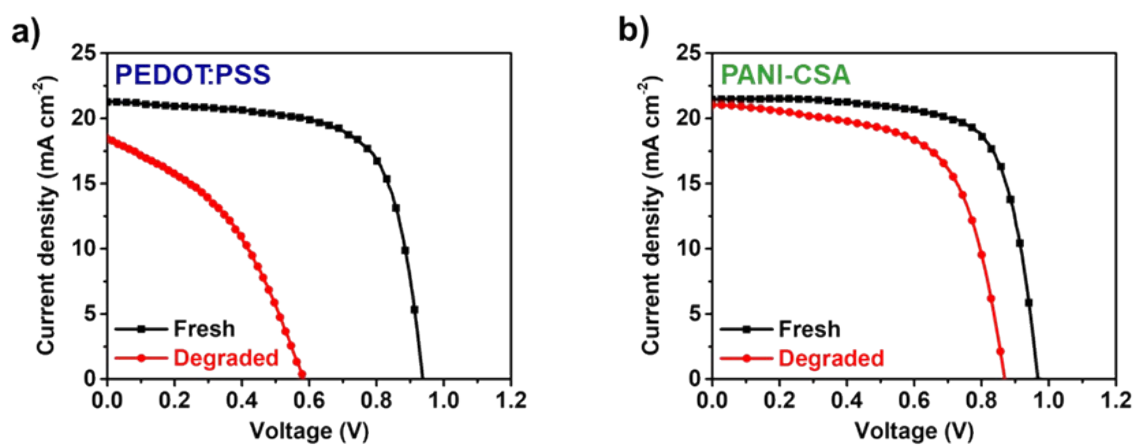 a)
PEDOT:PSS
25
20
15
10
5
0
Current density (mA cm⁻²)
Fresh
Degraded
0.0 0.2 0.4 0.6 0.8 1.0 1.2
Voltage (V)
b)
PANI-CSA
25
20
15
10
5
0
Current density (mA cm⁻²)
Fresh
Degraded
0.0 0.2 0.4 0.6 0.8 1.0 1.2
Voltage (V)